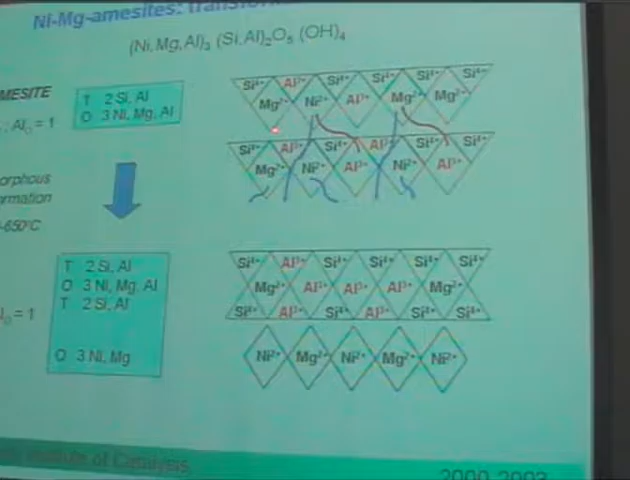 Ni-Mg-amesites:
(Ni,Mg,Al)₃ (Si,Al)₂O₅ (OH)₄
T 2 Si, Al
O 3 Ni, Mg, Al
Si⁴⁺ Al³⁺ Si⁴⁺ Si⁴⁺ Si⁴⁺ Si⁴⁺
Mg²⁺ Ni²⁺ Al³⁺ Mg²⁺ Mg²⁺
: Al₀ = 1
Si⁴⁺ Al³⁺ Si⁴⁺ Al³⁺ Si⁴⁺ Si⁴⁺
Mg²⁺ Ni²⁺ Al³⁺ Ni²⁺ Al³⁺
-650°C
T 2 Si, Al
O 3 Ni, Mg, Al
T 2 Si, Al
O 3 Ni, Mg
= 1
Si⁴⁺ Al³⁺ Si⁴⁺ Si⁴⁺ Si⁴⁺ Si⁴⁺
Mg²⁺ Al³⁺ Al³⁺ Al³⁺ Mg²⁺
Si⁴⁺ Al³⁺ Si⁴⁺ Al³⁺ Si⁴⁺ Si⁴⁺
Ni²⁺ Mg²⁺ Ni²⁺ Mg²⁺ Ni²⁺
Institute of Catalysis
2000-2003